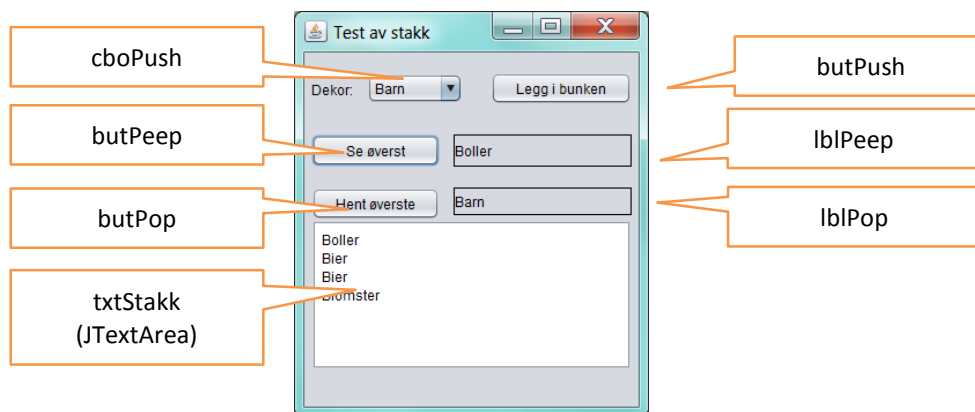 Test av stakk
cboPush
butPush
Dekor: Barn
Legg i bunken
butPeep
lblPeep
Se øverst
Boller
butPop
lblPop
Hent øverste
Barn
txtStakk
(JTextArea)
Boller
Bier
Bier
Blomster